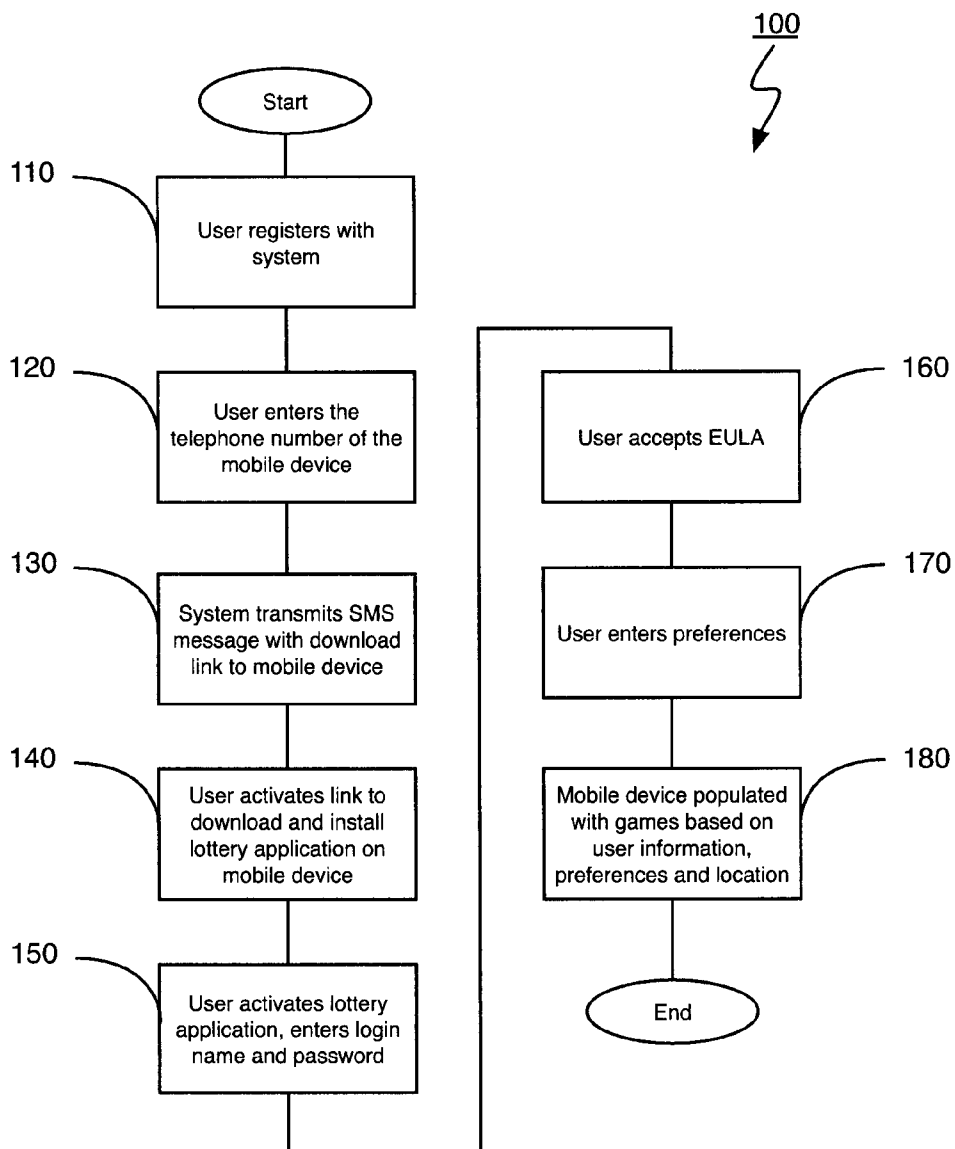 100
Start
110
User registers with
system
120
User enters the
telephone number of the
mobile device
130
System transmits SMS
message with download
link to mobile device
140
User activates link to
download and install
lottery application on
mobile device
150
User activates lottery
application, enters login
name and password
160
User accepts EULA
170
User enters preferences
180
Mobile device populated
with games based on
user information,
preferences and location
End